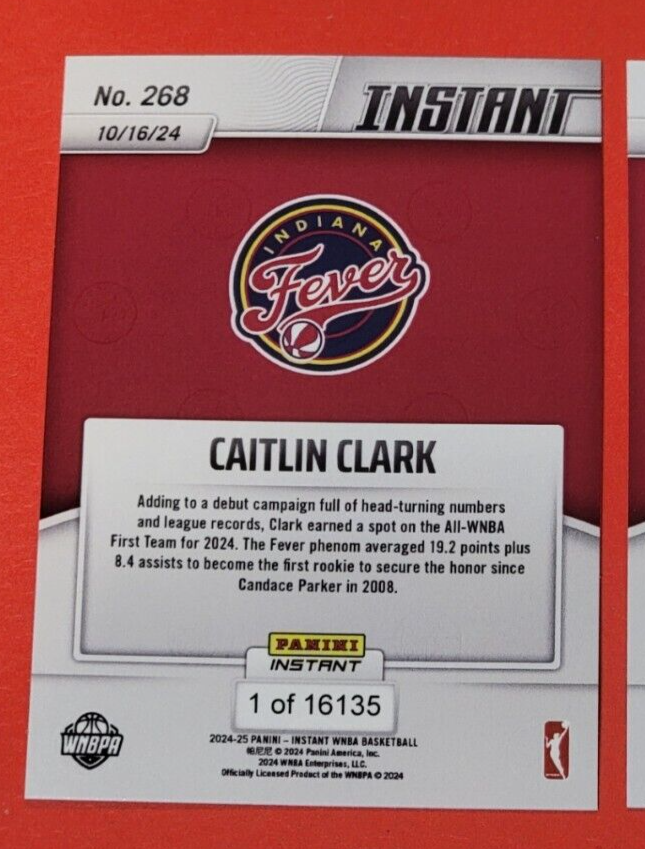 No. 268
INSTANT
10/16/24
INDIANA
Fever
CAITLIN CLARK
Adding to a debut campaign full of head-turning numbers
and league records, Clark earned a spot on the All-WNBA
First Team for 2024. The Fever phenom averaged 19.2 points plus
8.4 assists to become the first rookie to secure the honor since
Candace Parker in 2008.
PANINI
INSTANT
1 of 16135
WNBPA
2024-25 PANINI – INSTANT WNBA BASKETBALL
帕尼尼 © 2024 Panini America, Inc.
2024 WNBA Enterprises, LLC.
Officially Licensed Product of the WNBPA © 2024